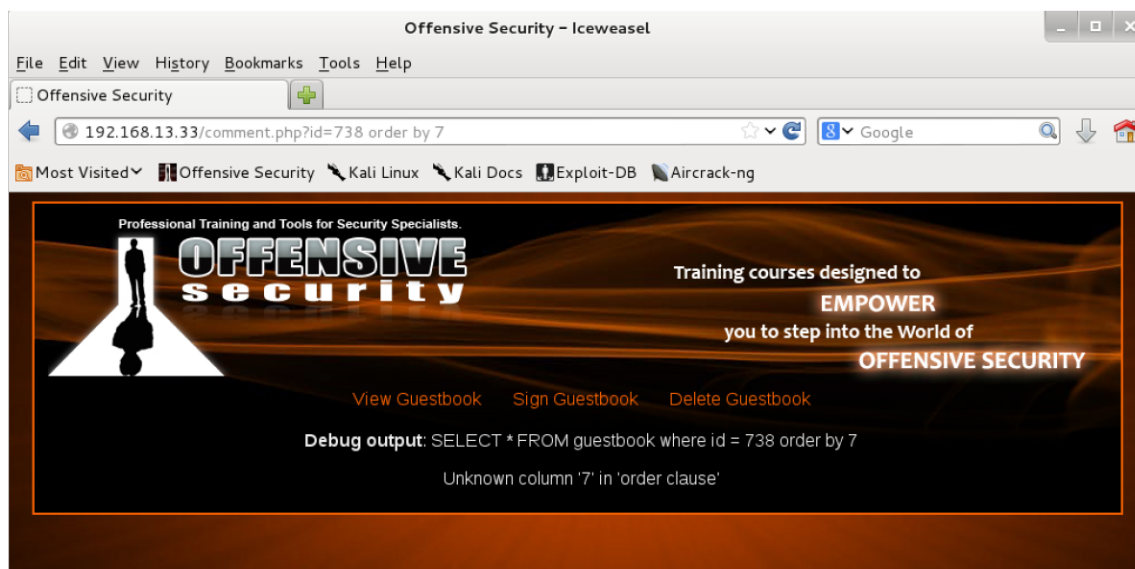 Offensive Security - Iceweasel
File Edit View History Bookmarks Tools Help
Offensive Security
192.168.13.33/comment.php?id=738 order by 7
8 Google
Most Visited Offensive Security Kali Linux Kali Docs Exploit-DB Aircrack-ng
Professional Training and Tools for Security Specialists.
OFFENSIVE
security
Training courses designed to
EMPOWER
you to step into the World of
OFFENSIVE SECURITY
View Guestbook Sign Guestbook Delete Guestbook
Debug output: SELECT * FROM guestbook where id = 738 order by 7
Unknown column '7' in 'order clause'